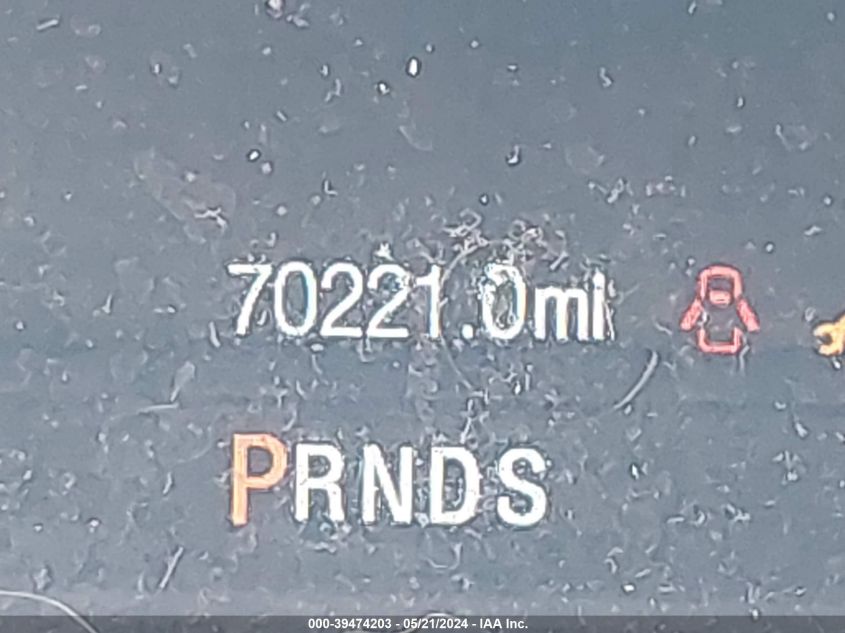 70221.0mi
PRNDS
000-39474203 - 05/21/2024 - IAA Inc.